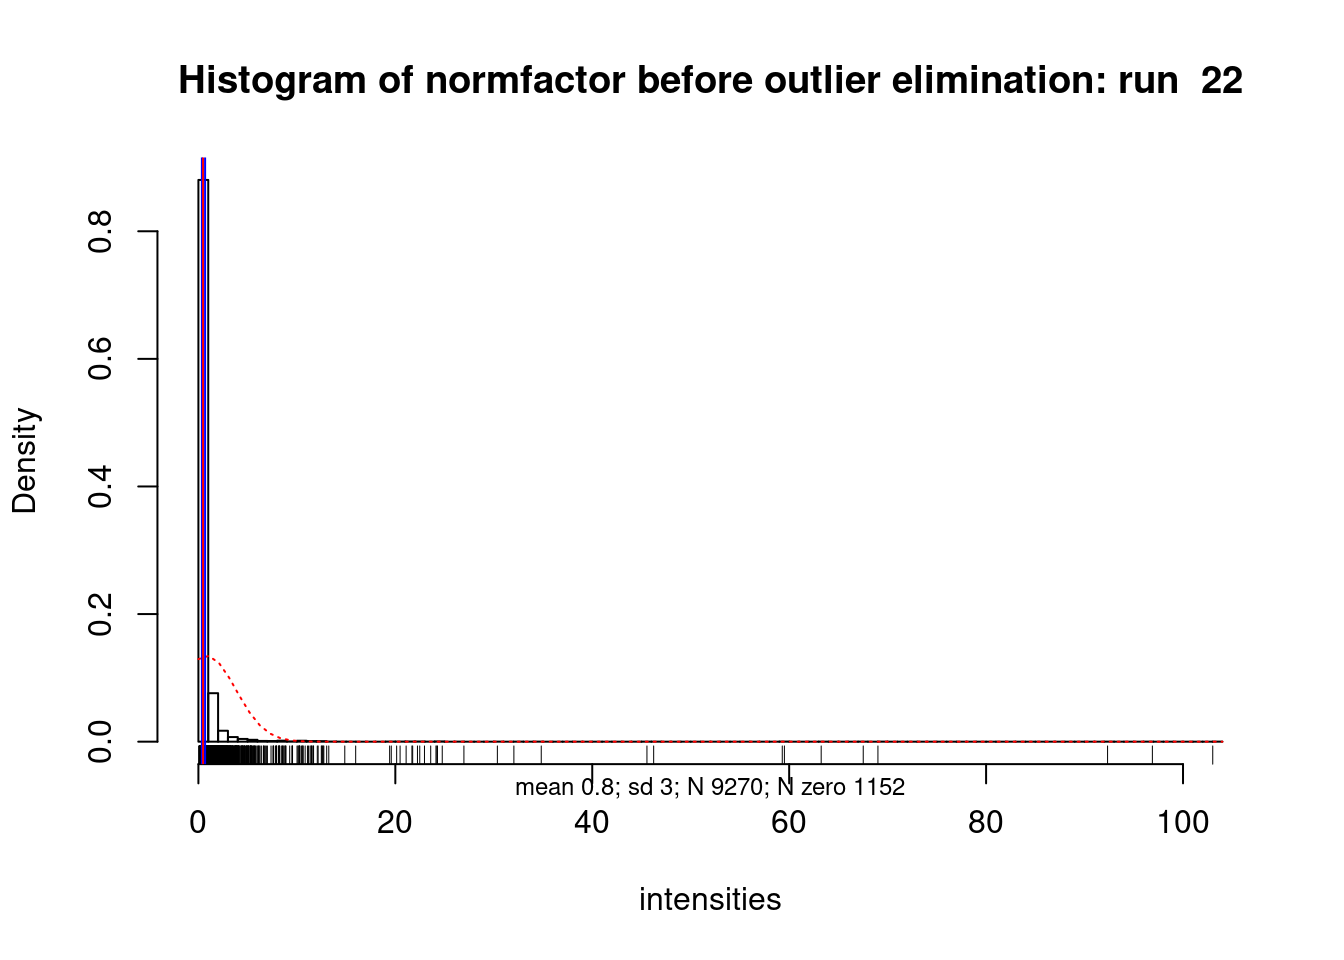 Histogram of normfactor before outlier elimination: run  22
Density
0.8
0.6
0.4
0.2
0.0
mean 0.8; sd 3; N 9270; N zero 1152
0 20 40 60 80 100
intensities